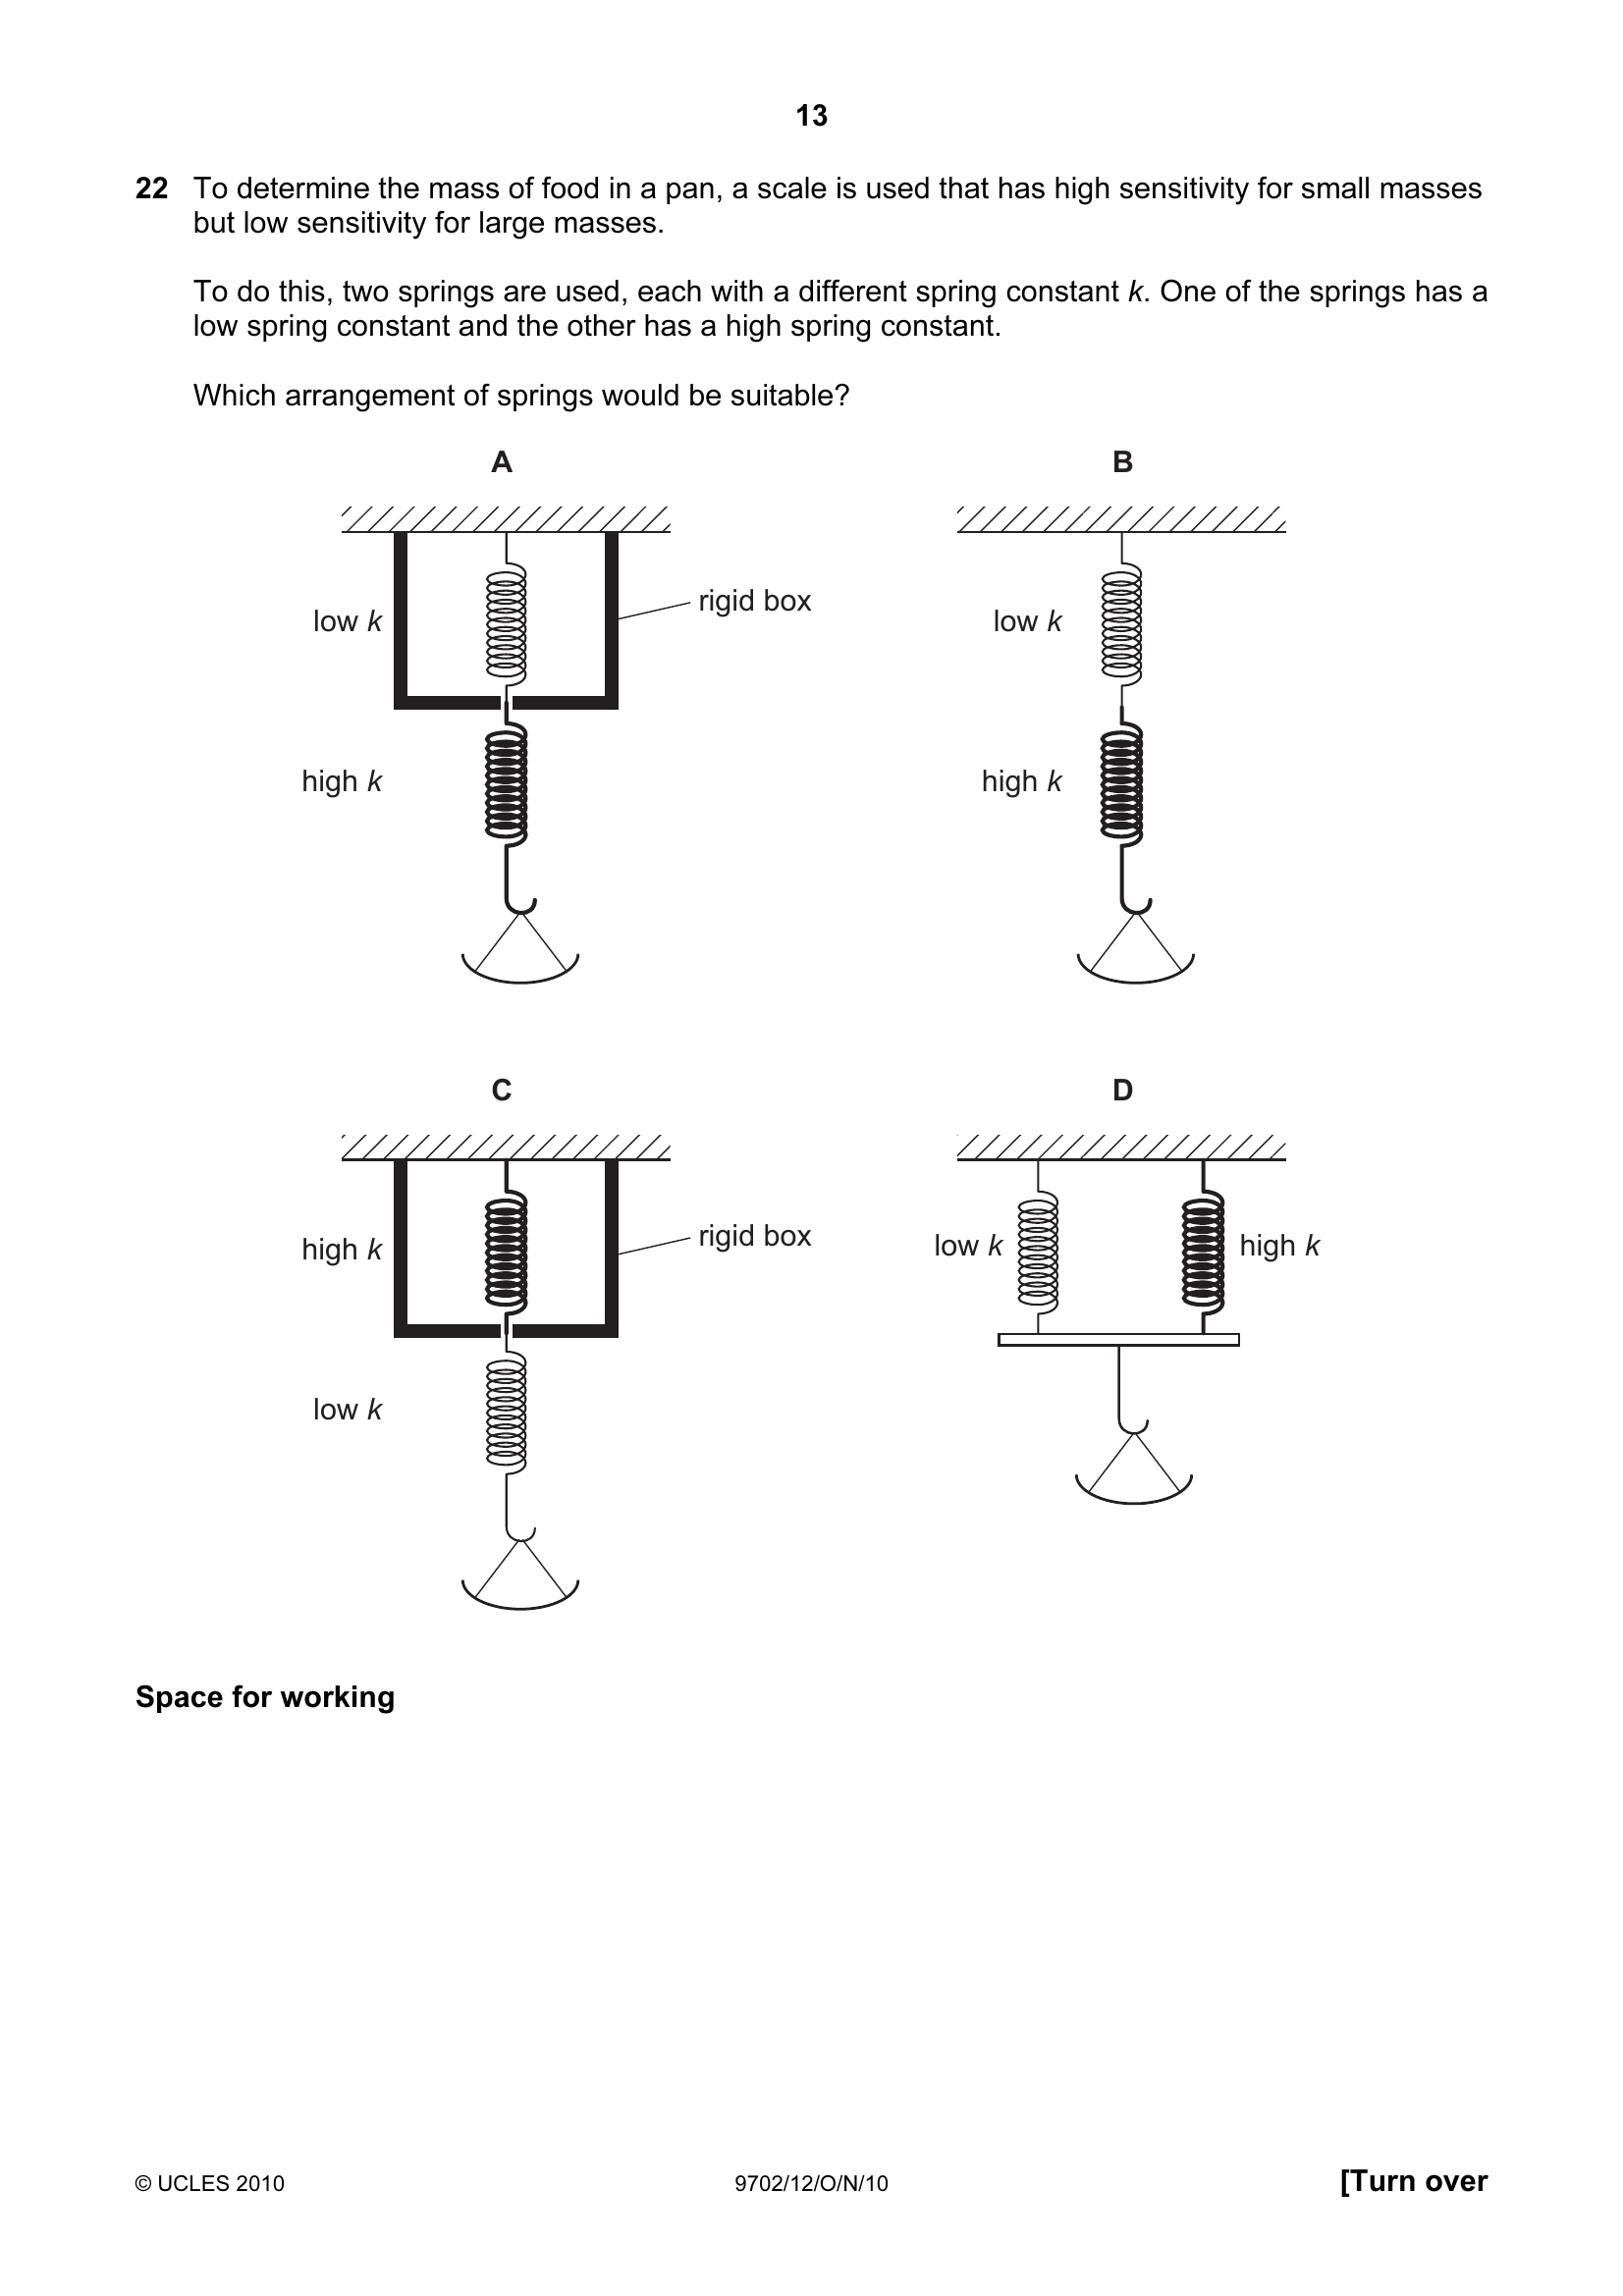 13
22 To determine the mass of food in a pan, a scale is used that has high sensitivity for small masses
but low sensitivity for large masses.
To do this, two springs are used, each with a different spring constant k. One of the springs has a
low spring constant and the other has a high spring constant.
Which arrangement of springs would be suitable?
A
B
rigid box
low k
low k
high k
high k
C
D
rigid box
high k
low k
high k
low k
Space for working
© UCLES 2010
9702/12/O/N/10
[Turn over